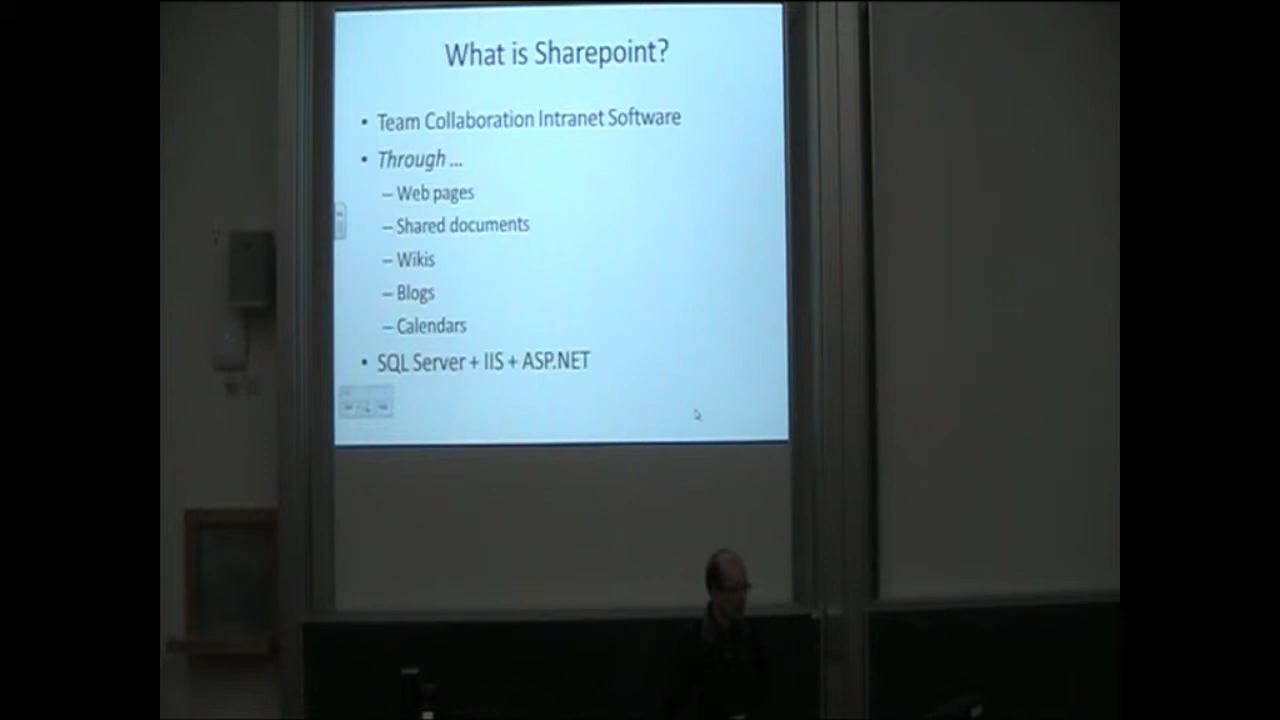 What is Sharepoint?
• Team Collaboration Intranet Software
• Through ...
– Web pages
– Shared documents
– Wikis
– Blogs
– Calendars
• SQL Server + IIS + ASP.NET